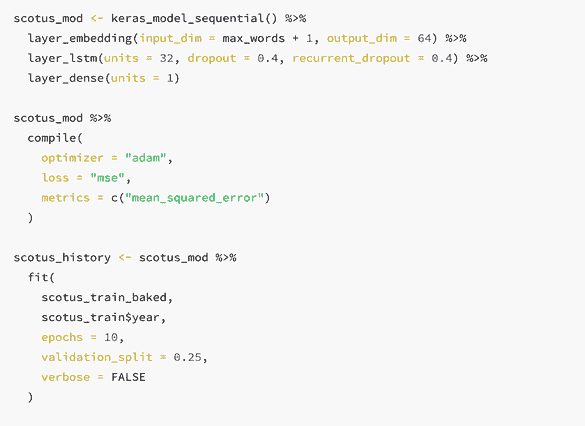 scotus_mod <- keras_model_sequential() %>%
  layer_embedding(input_dim = max_words + 1, output_dim = 64) %>%
  layer_lstm(units = 32, dropout = 0.4, recurrent_dropout = 0.4) %>%
  layer_dense(units = 1)

scotus_mod %>%
  compile(
    optimizer = "adam",
    loss = "mse",
    metrics = c("mean_squared_error")
  )

scotus_history <- scotus_mod %>%
  fit(
    scotus_train_baked,
    scotus_train$year,
    epochs = 10,
    validation_split = 0.25,
    verbose = FALSE
  )